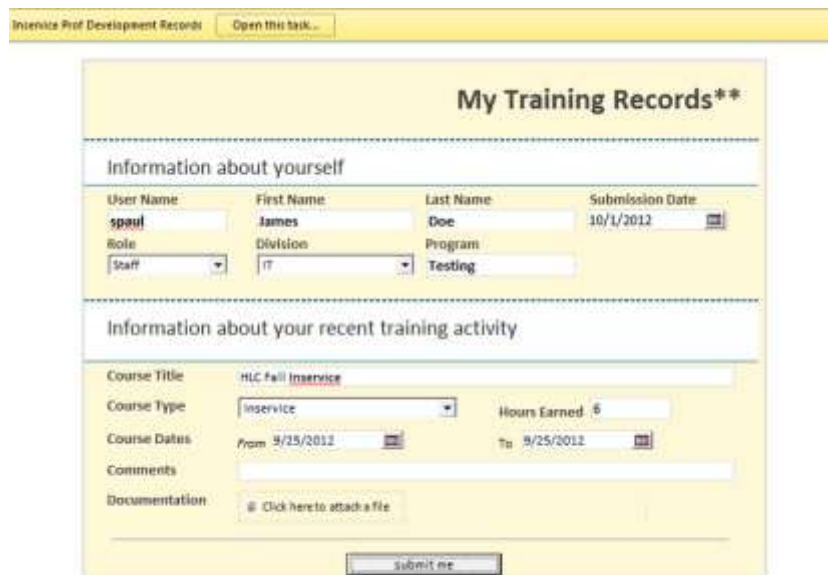 Inservice Prof Development Records Open this task...
My Training Records**
Information about yourself
User Name First Name Last Name Submission Date
spaul James Doe 10/1/2012
Role Division Program
Staff IT Testing
Information about your recent training activity
Course Title HLC Fall Inservice
Course Type Inservice Hours Earned 6
Course Dates From 9/25/2012 To 9/25/2012
Comments
Documentation Click here to attach a file
submit me